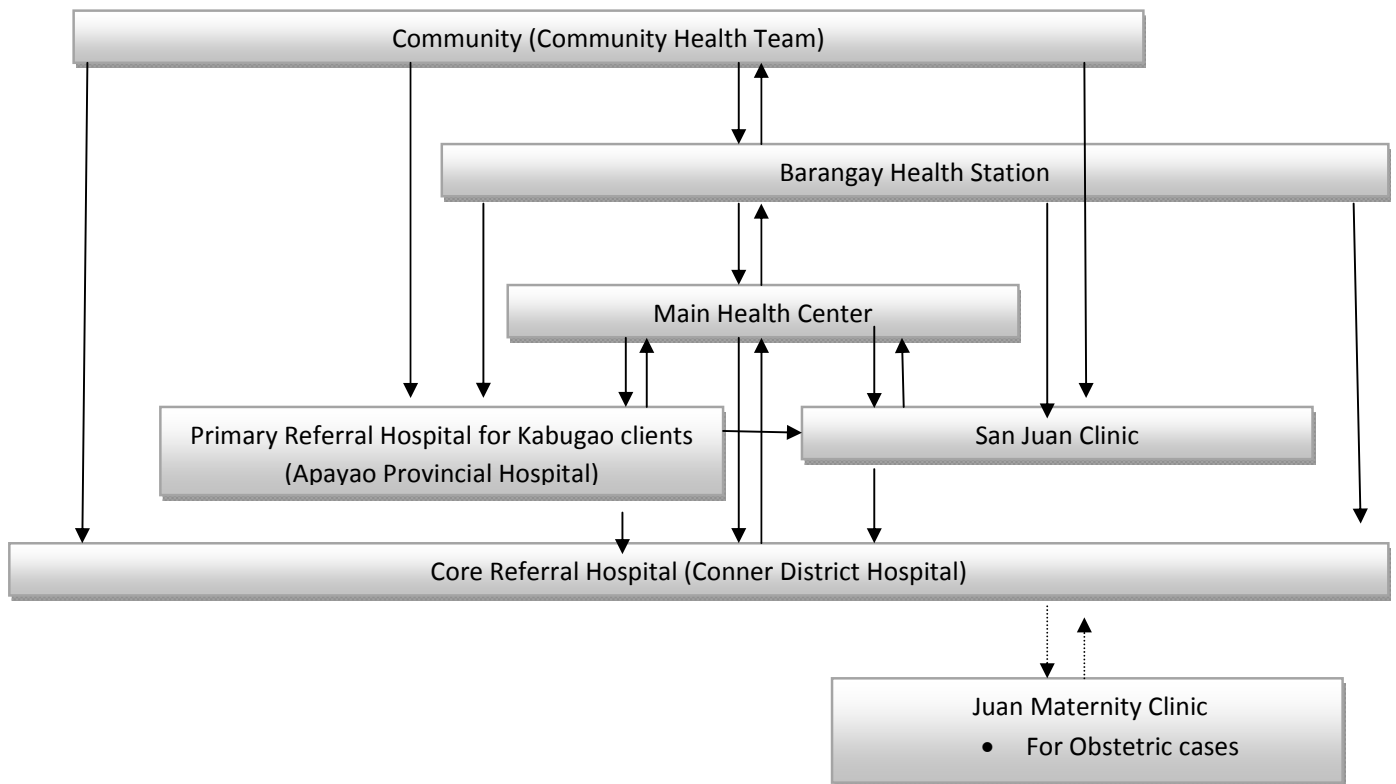 Community (Community Health Team)
Barangay Health Station
Main Health Center
Primary Referral Hospital for Kabugao clients
(Apayao Provincial Hospital)
San Juan Clinic
Core Referral Hospital (Conner District Hospital)
Juan Maternity Clinic
• For Obstetric cases